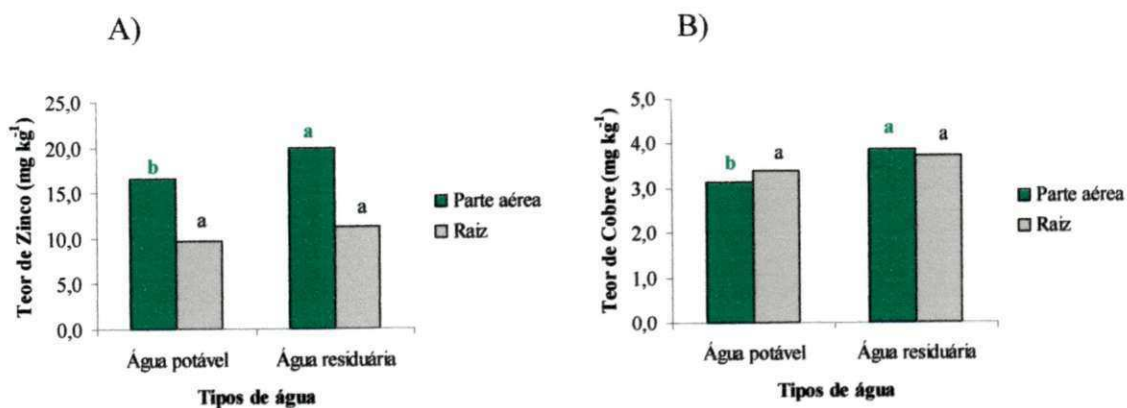 A)
Teor de Zinco (mg kg-1)
25,0
20,0
15,0
10,0
5,0
0,0
b
a
a
a
Água potável
Água residuária
Tipos de água
Parte aérea
Raiz
B)
Teor de Cobre (mg kg-1)
5,0
4,0
3,0
2,0
1,0
0,0
b
a
a
a
Água potável
Água residuária
Tipos de água
Parte aérea
Raiz